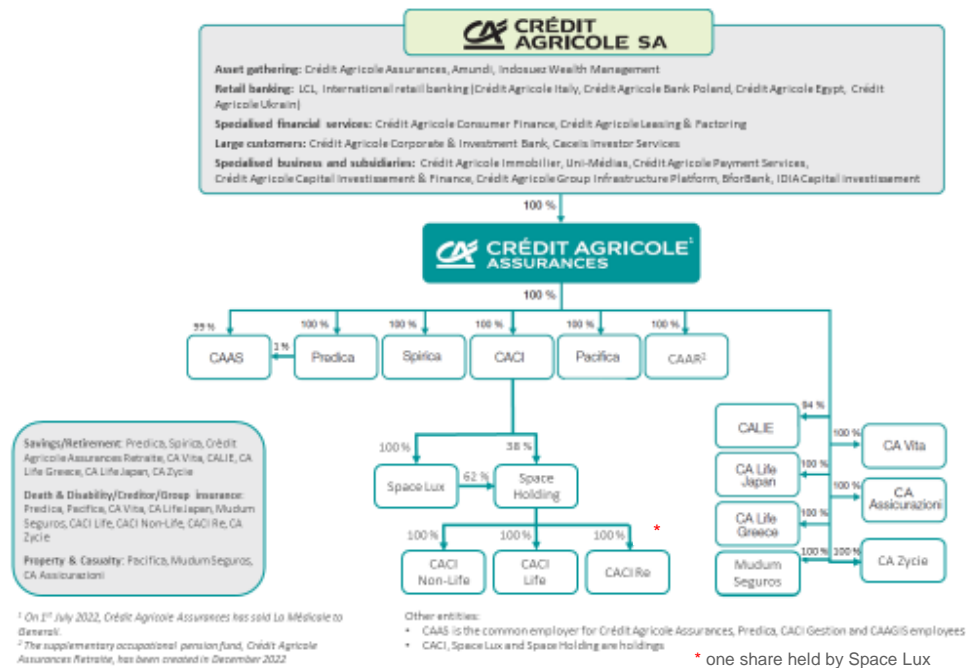 CRÉDIT
AGRICOLE SA
Asset gathering: Crédit Agricole Assurances, Amundi, Indosuez Wealth Management
Retail banking: LCL, International retail banking (Crédit Agricole Italy, Crédit Agricole Bank Poland, Crédit Agricole Egypt, Crédit
Agricole Ukrain)
Specialised financial services: Crédit Agricole Consumer Finance, Crédit Agricole Leasing & Factoring
Large customers: Crédit Agricole Corporate & Investment Bank, Caceis Investor Services
Specialised business and subsidiaries: Crédit Agricole Immobilier, Uni-Médias, Crédit Agricole Payment Services,
Crédit Agricole Capital Investissement & Finance, Crédit Agricole Group Infrastructure Platform, BforBank, IDIA Capital Investissement
100 %
CRÉDIT AGRICOLE¹
ASSURANCES
100 %
99 %
100 %
100 %
100 %
100 %
100 %
CAAS
1 %
Predica
Spirica
CACI
Pacifica
CAAR²
94 %
CALIE
100 %
CA Vita
100 %
CA Life
Japan
100 %
CA
Assicurazioni
100 %
CA Life
Greece
100 %
100 %
Mudum
Seguros
CA Zycie
100 %
38 %
Space Lux
62 %
Space
Holding
100 %
100 %
100 %
*
CACI
Non-Life
CACI
Life
CACI Re
Savings/Retirement: Predica, Spirica, Crédit
Agricole Assurances Retraite, CA Vita, CALIE, CA
Life Greece, CA Life Japan, CA Zycie
Death & Disability/Creditor/Group insurance:
Predica, Pacifica, CA Vita, CA Life Japan, Mudum
Seguros, CACI Life, CACI Non-Life, CACI Re, CA
Zycie
Property & Casualty: Pacifica, Mudum Seguros,
CA Assicurazioni
¹ On 1ST July 2022, Crédit Agricole Assurances has sold La Médicale to
Generali.
² The supplementary occupational pension fund, Crédit Agricole
Assurances Retraite, has been created in December 2022
Other entities:
• CAAS is the common employer for Crédit Agricole Assurances, Predica, CACI Gestion and CAAGIS employees
• CACI, Space Lux and Space Holding are holdings
* one share held by Space Lux